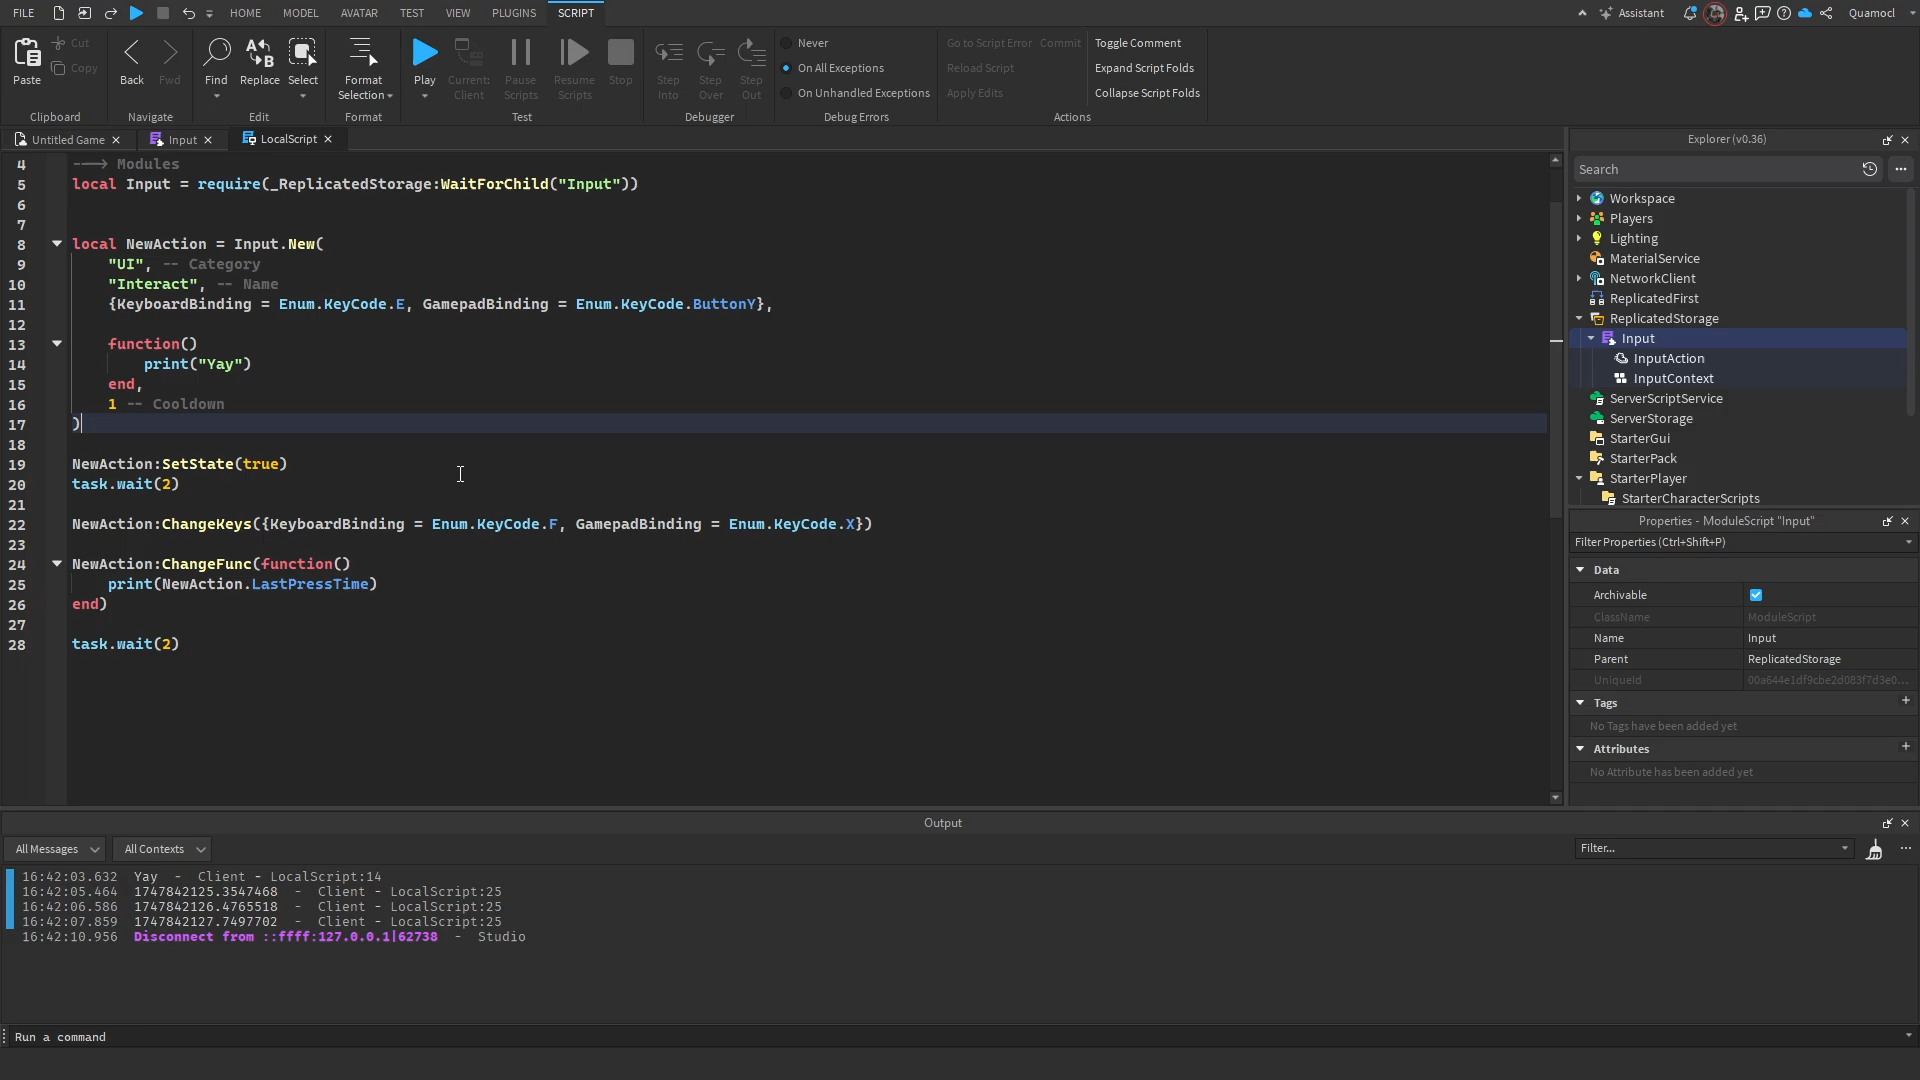 FILE HOME MODEL AVATAR TEST VIEW PLUGINS SCRIPT Assistant Quamocl
Paste Cut Copy
Clipboard
Back Fwd
Navigate
Find Replace Select
Edit
Format Selection
Format
Play Current: Client Pause Scripts Resume Scripts Stop
Test
Step Into Step Over Step Out
Debugger
Never
On All Exceptions
On Unhandled Exceptions
Debug Errors
Go to Script Error Commit
Reload Script
Apply Edits
Toggle Comment
Expand Script Folds
Collapse Script Folds
Actions
Untitled Game Input LocalScript
4 ---> Modules
5 local Input = require(_ReplicatedStorage:WaitForChild("Input"))
6
7
8 local NewAction = Input.New(
9 "UI", -- Category
10 "Interact", -- Name
11 {KeyboardBinding = Enum.KeyCode.E, GamepadBinding = Enum.KeyCode.ButtonY},
12
13 function()
14 print("Yay")
15 end,
16 1 -- Cooldown
17 )
18
19 NewAction:SetState(true)
20 task.wait(2)
21
22 NewAction:ChangeKeys({KeyboardBinding = Enum.KeyCode.F, GamepadBinding = Enum.KeyCode.X})
23
24 NewAction:ChangeFunc(function()
25 print(NewAction.LastPressTime)
26 end)
27
28 task.wait(2)
Explorer (v0.36)
Search
Workspace
Players
Lighting
MaterialService
NetworkClient
ReplicatedFirst
ReplicatedStorage
Input
InputAction
InputContext
ServerScriptService
ServerStorage
StarterGui
StarterPack
StarterPlayer
StarterCharacterScripts
Properties - ModuleScript "Input"
Filter Properties (Ctrl+Shift+P)
Data
Archivable
ClassName ModuleScript
Name Input
Parent ReplicatedStorage
UniqueId 00a644e1df9cbe2d083f7d3e0...
Tags +
No Tags have been added yet
Attributes +
No Attribute has been added yet
Output
All Messages All Contexts Filter...
16:42:03.632 Yay - Client - LocalScript:14
16:42:05.464 1747842125.3547468 - Client - LocalScript:25
16:42:06.586 1747842126.4765518 - Client - LocalScript:25
16:42:07.859 1747842127.7497702 - Client - LocalScript:25
16:42:10.956 Disconnect from ::ffff:127.0.0.1|62738 - Studio
Run a command